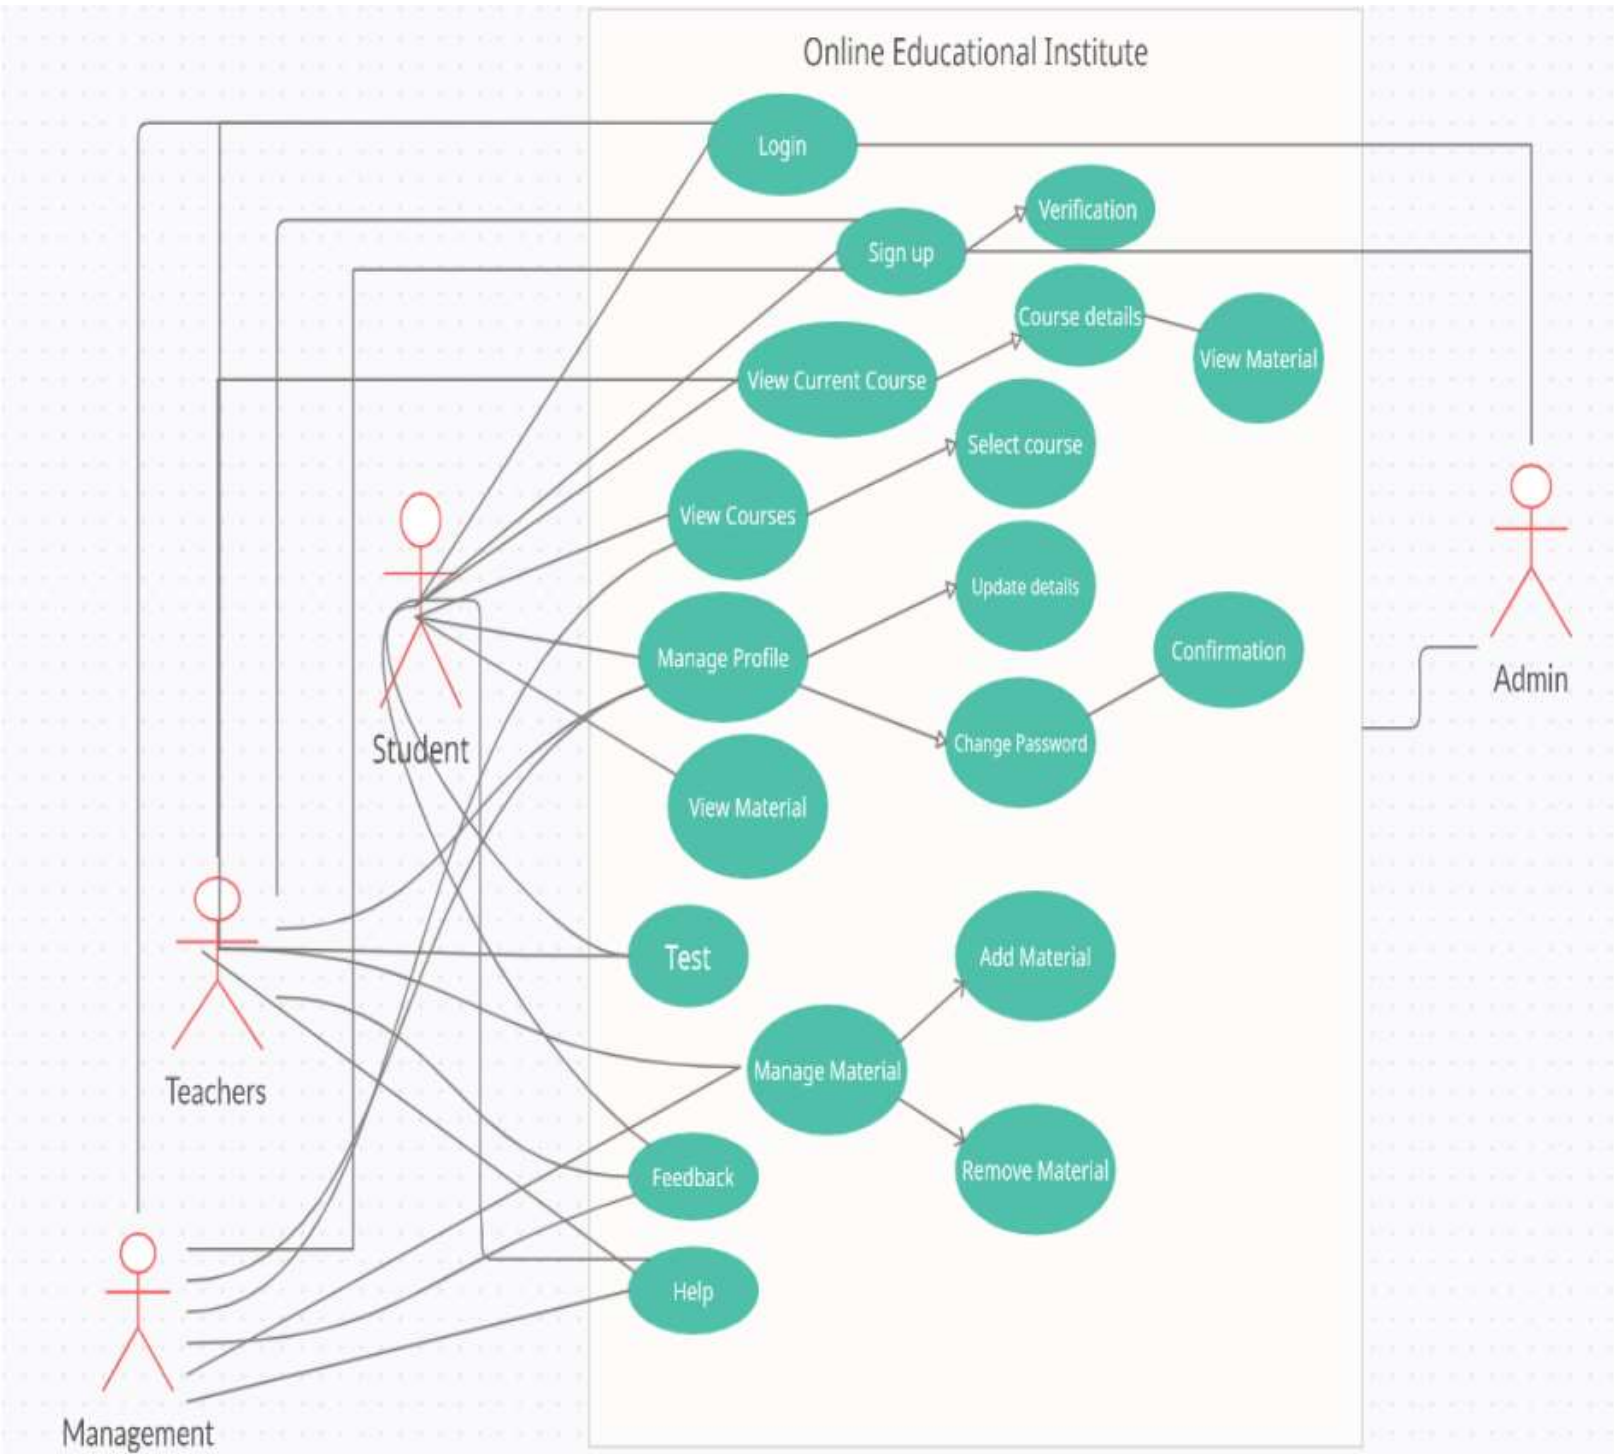 Online Educational Institute
Login
Verification
Sign up
Course details
View Material
View Current Course
Select course
View Courses
Update details
Manage Profile
Confirmation
Admin
Change Password
Student
View Material
Test
Add Material
Manage Material
Teachers
Remove Material
Feedback
Help
Management